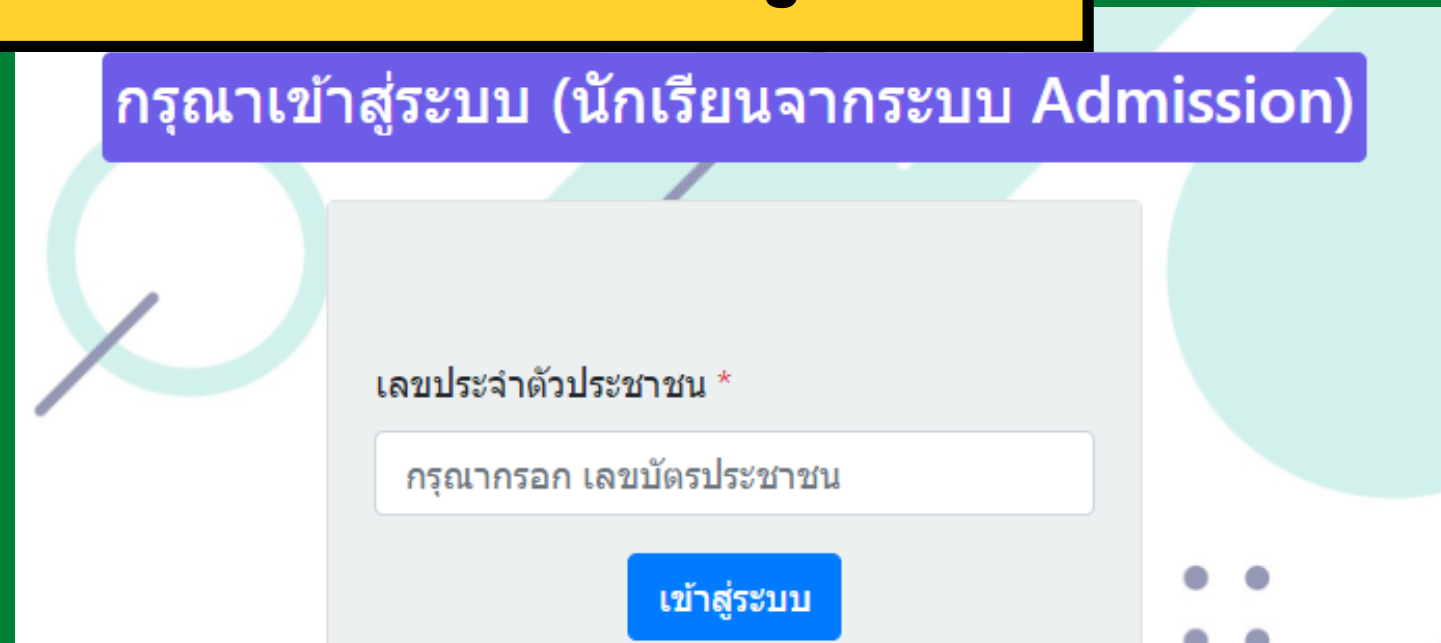 กรุณาเข้าสู่ระบบ (นักเรียนจากระบบ Admission)
เลขประจำตัวประชาชน *
กรุณากรอก เลขบัตรประชาชน
เข้าสู่ระบบ